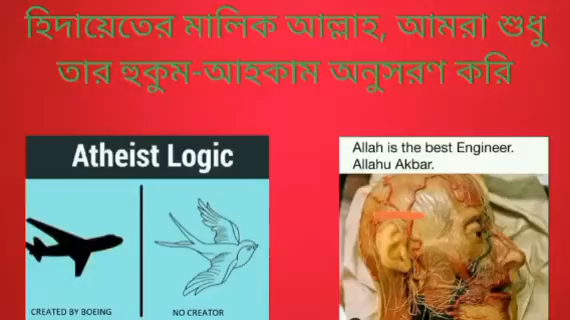 হিদায়েতের মালিক আল্লাহ, আমরা শুধু
তার হুকুম-আহকাম অনুসরণ করি
Atheist Logic
CREATED BY BOEING
NO CREATOR
Allah is the best Engineer.
Allahu Akbar.